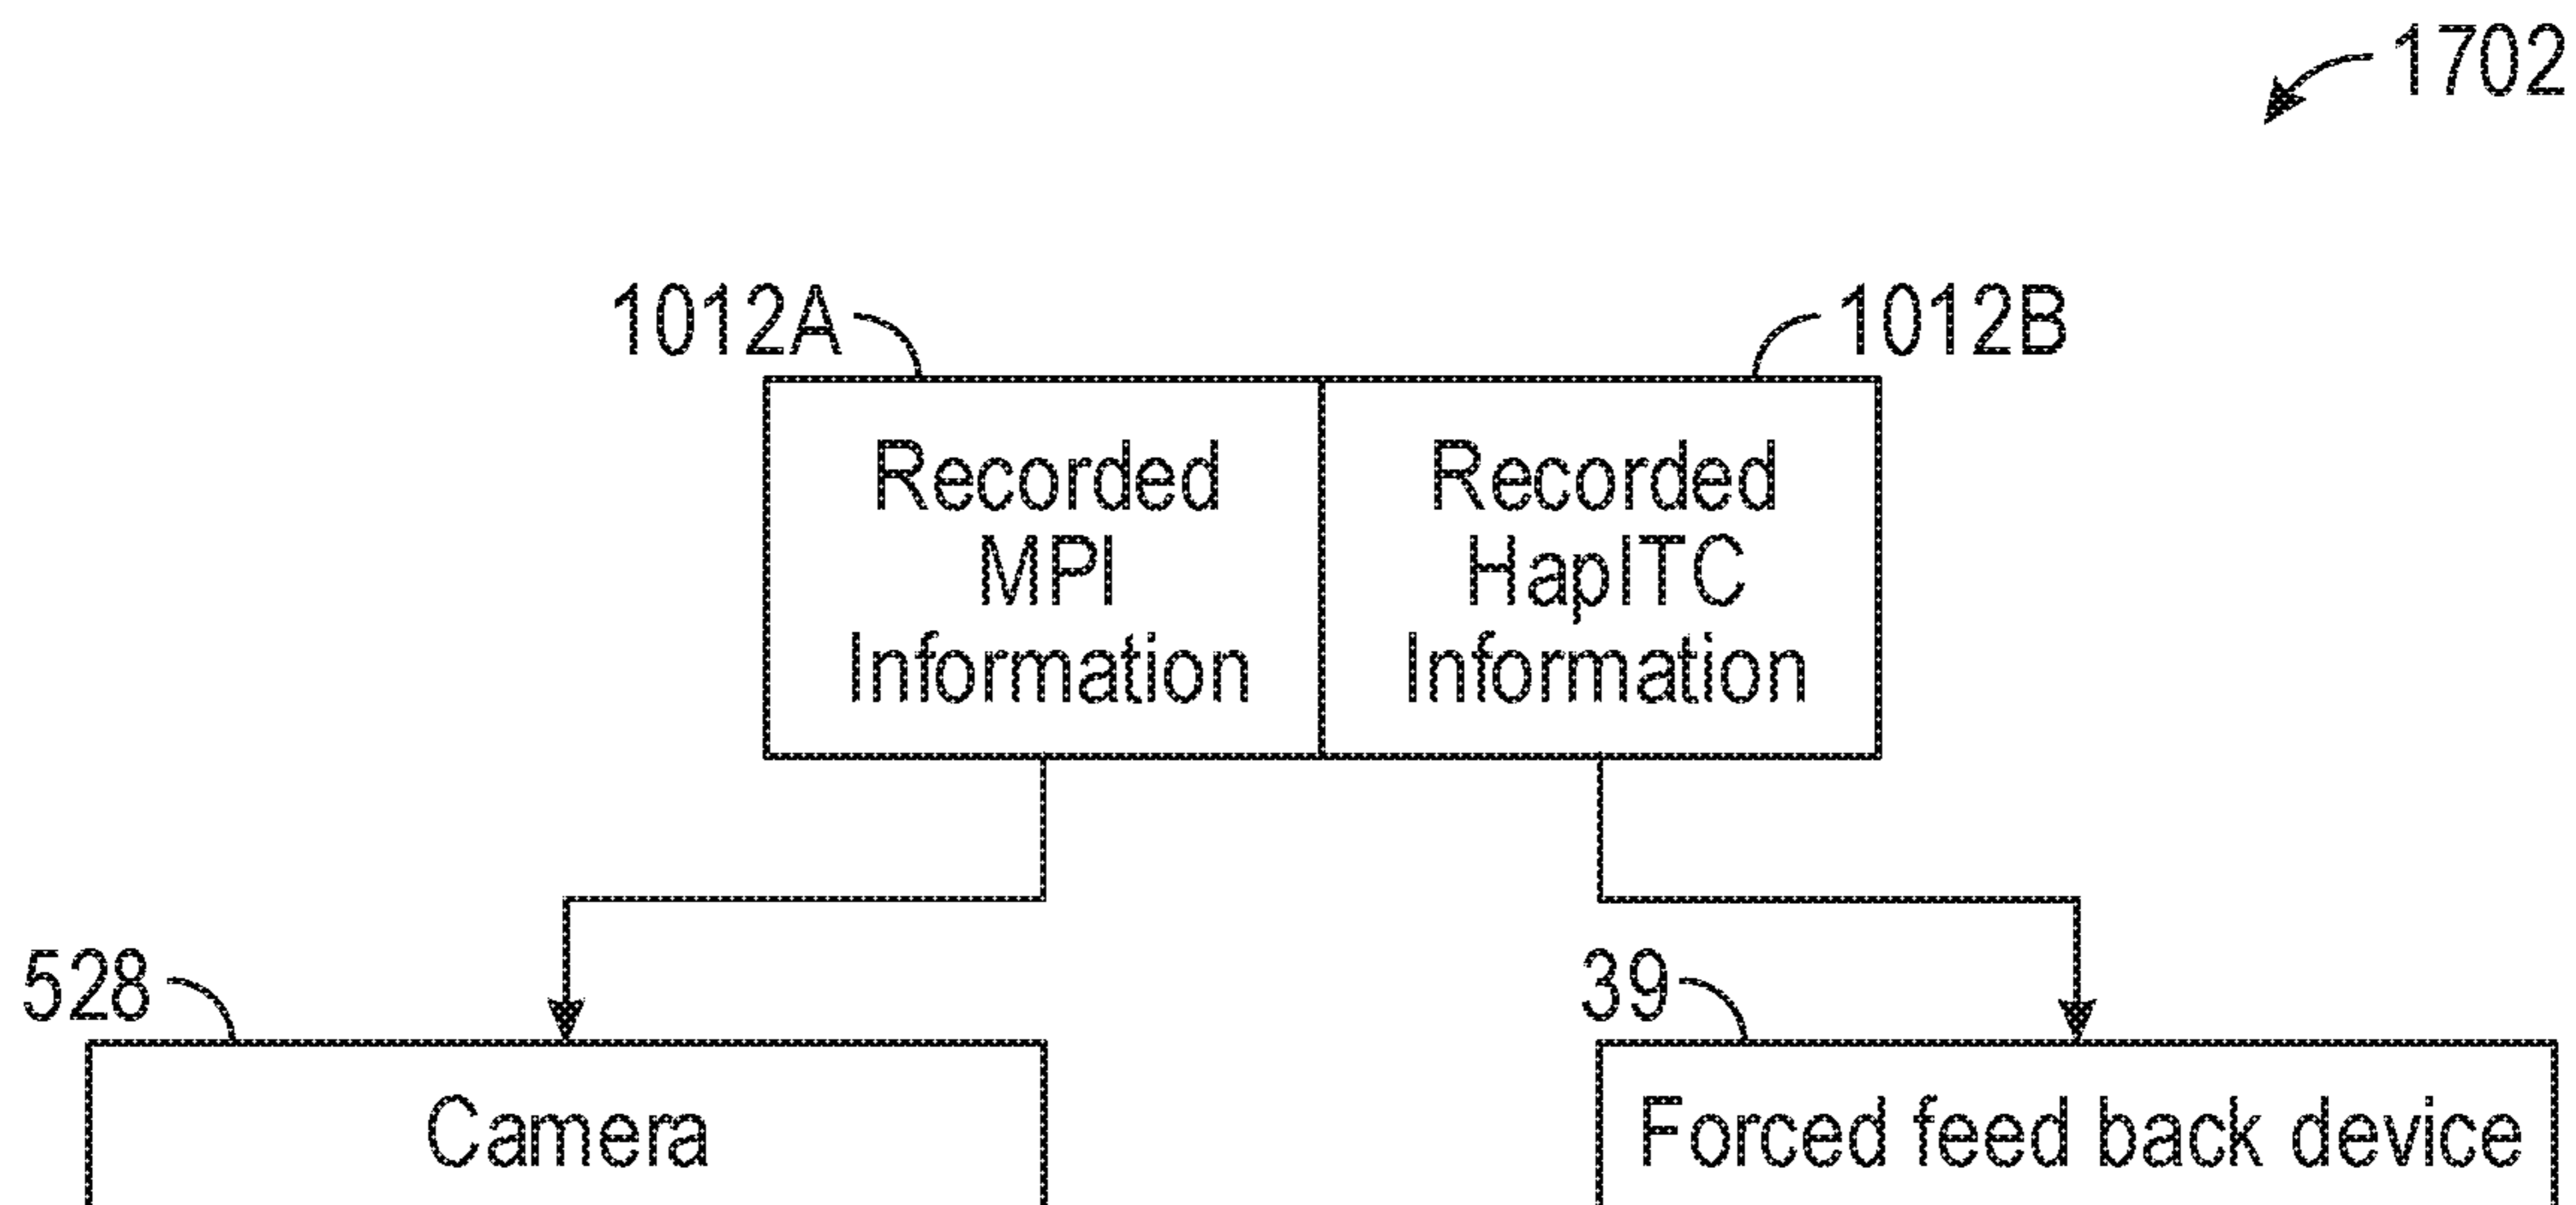 1702
1012A
1012B
Recorded
MPI
Information
Recorded
HapITC
Information
528
39
Camera
Forced feed back device